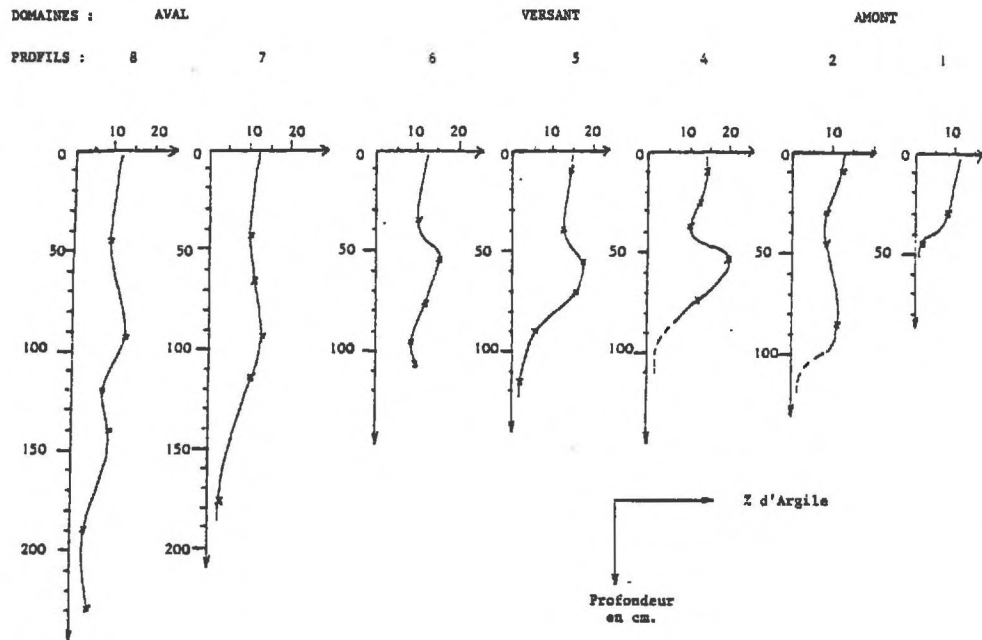 DOMAINES : AVAL VERSANT AMONT
PROFILS : 8 7 6 5 4 2 1
10 20 10 20 10 20 10 20 10 20 10 10
0 0 0 0 0 0 0
50 50 50 50 50 50 50
100 100 100 100 100 100
150 150
200 200
% d'Argile
Profondeur
en cm.